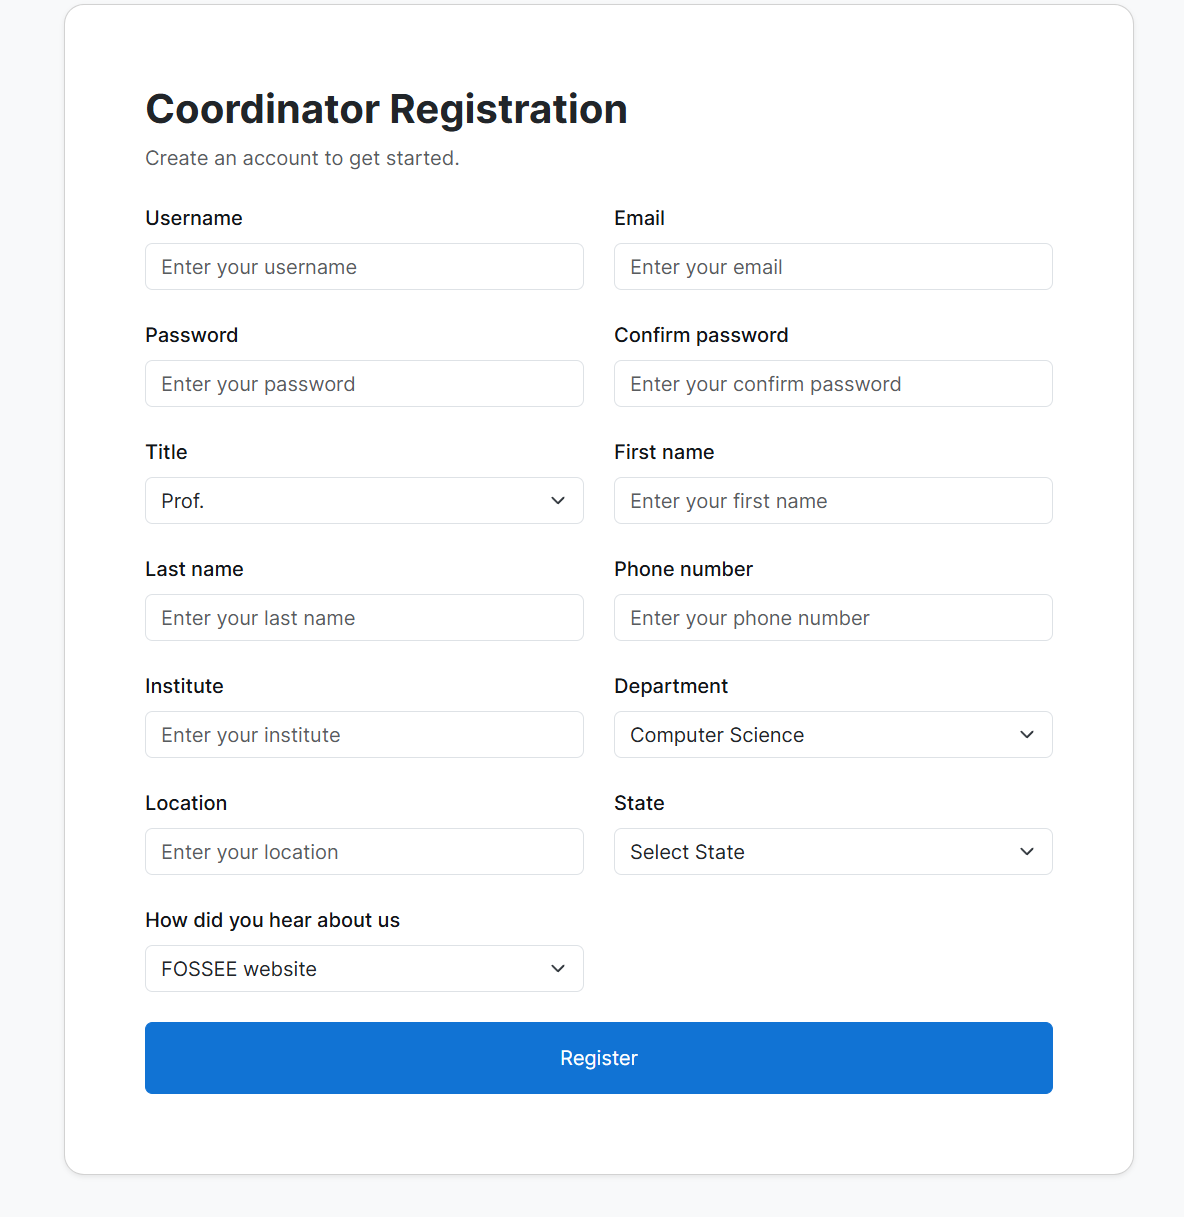 Coordinator Registration
Create an account to get started.
Username
Email
Enter your username
Enter your email
Password
Confirm password
Enter your password
Enter your confirm password
Title
First name
Prof.
Enter your first name
Last name
Phone number
Enter your last name
Enter your phone number
Institute
Department
Enter your institute
Computer Science
Location
State
Enter your location
Select State
How did you hear about us
FOSSEE website
Register